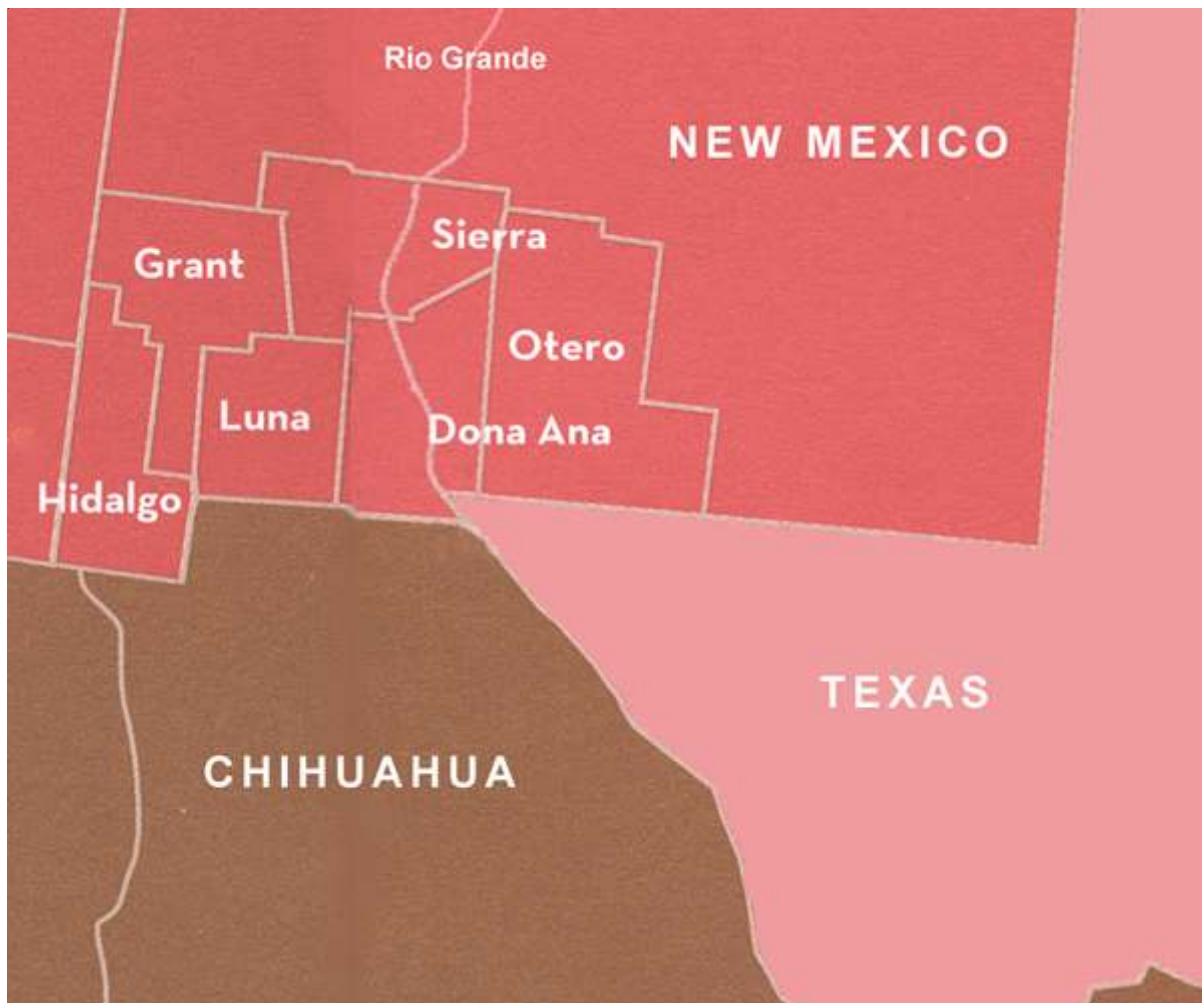 Rio Grande
NEW MEXICO
Sierra
Grant
Otero
Luna
Dona Ana
Hidalgo
TEXAS
CHIHUAHUA